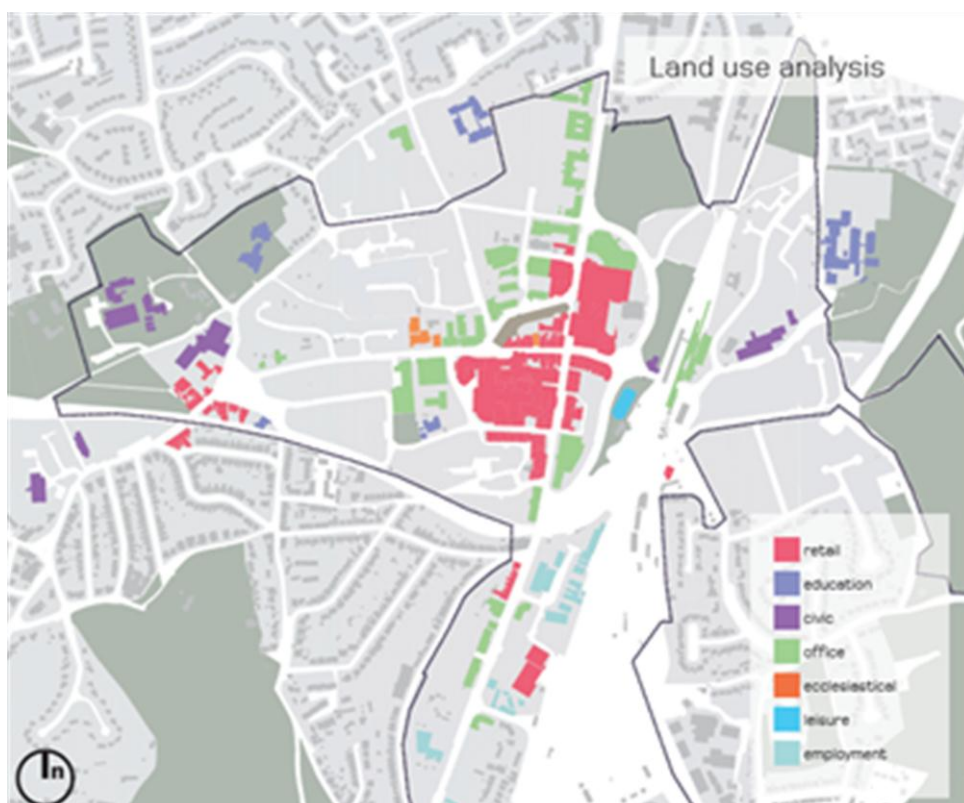 Land use analysis
retail
education
civic
office
ecclesiastical
leisure
employment
n